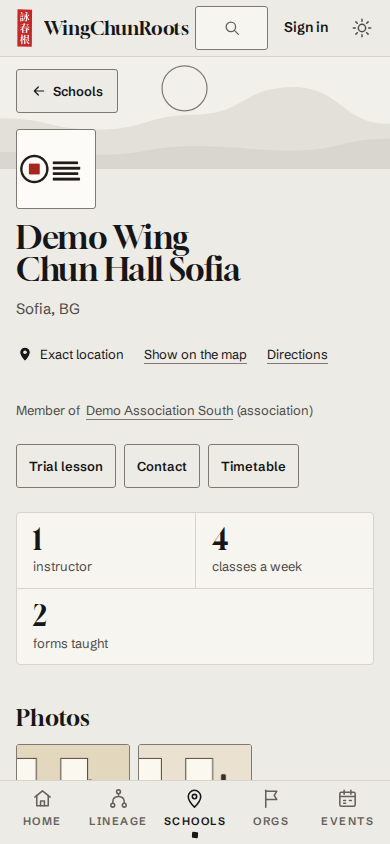 詠春根
WingChunRoots
Sign in
Schools
Demo Wing
Chun Hall Sofia
Sofia, BG
Exact location
Show on the map
Directions
Member of Demo Association South (association)
Trial lesson
Contact
Timetable
1
instructor
4
classes a week
2
forms taught
Photos
HOME
LINEAGE
SCHOOLS
ORGS
EVENTS